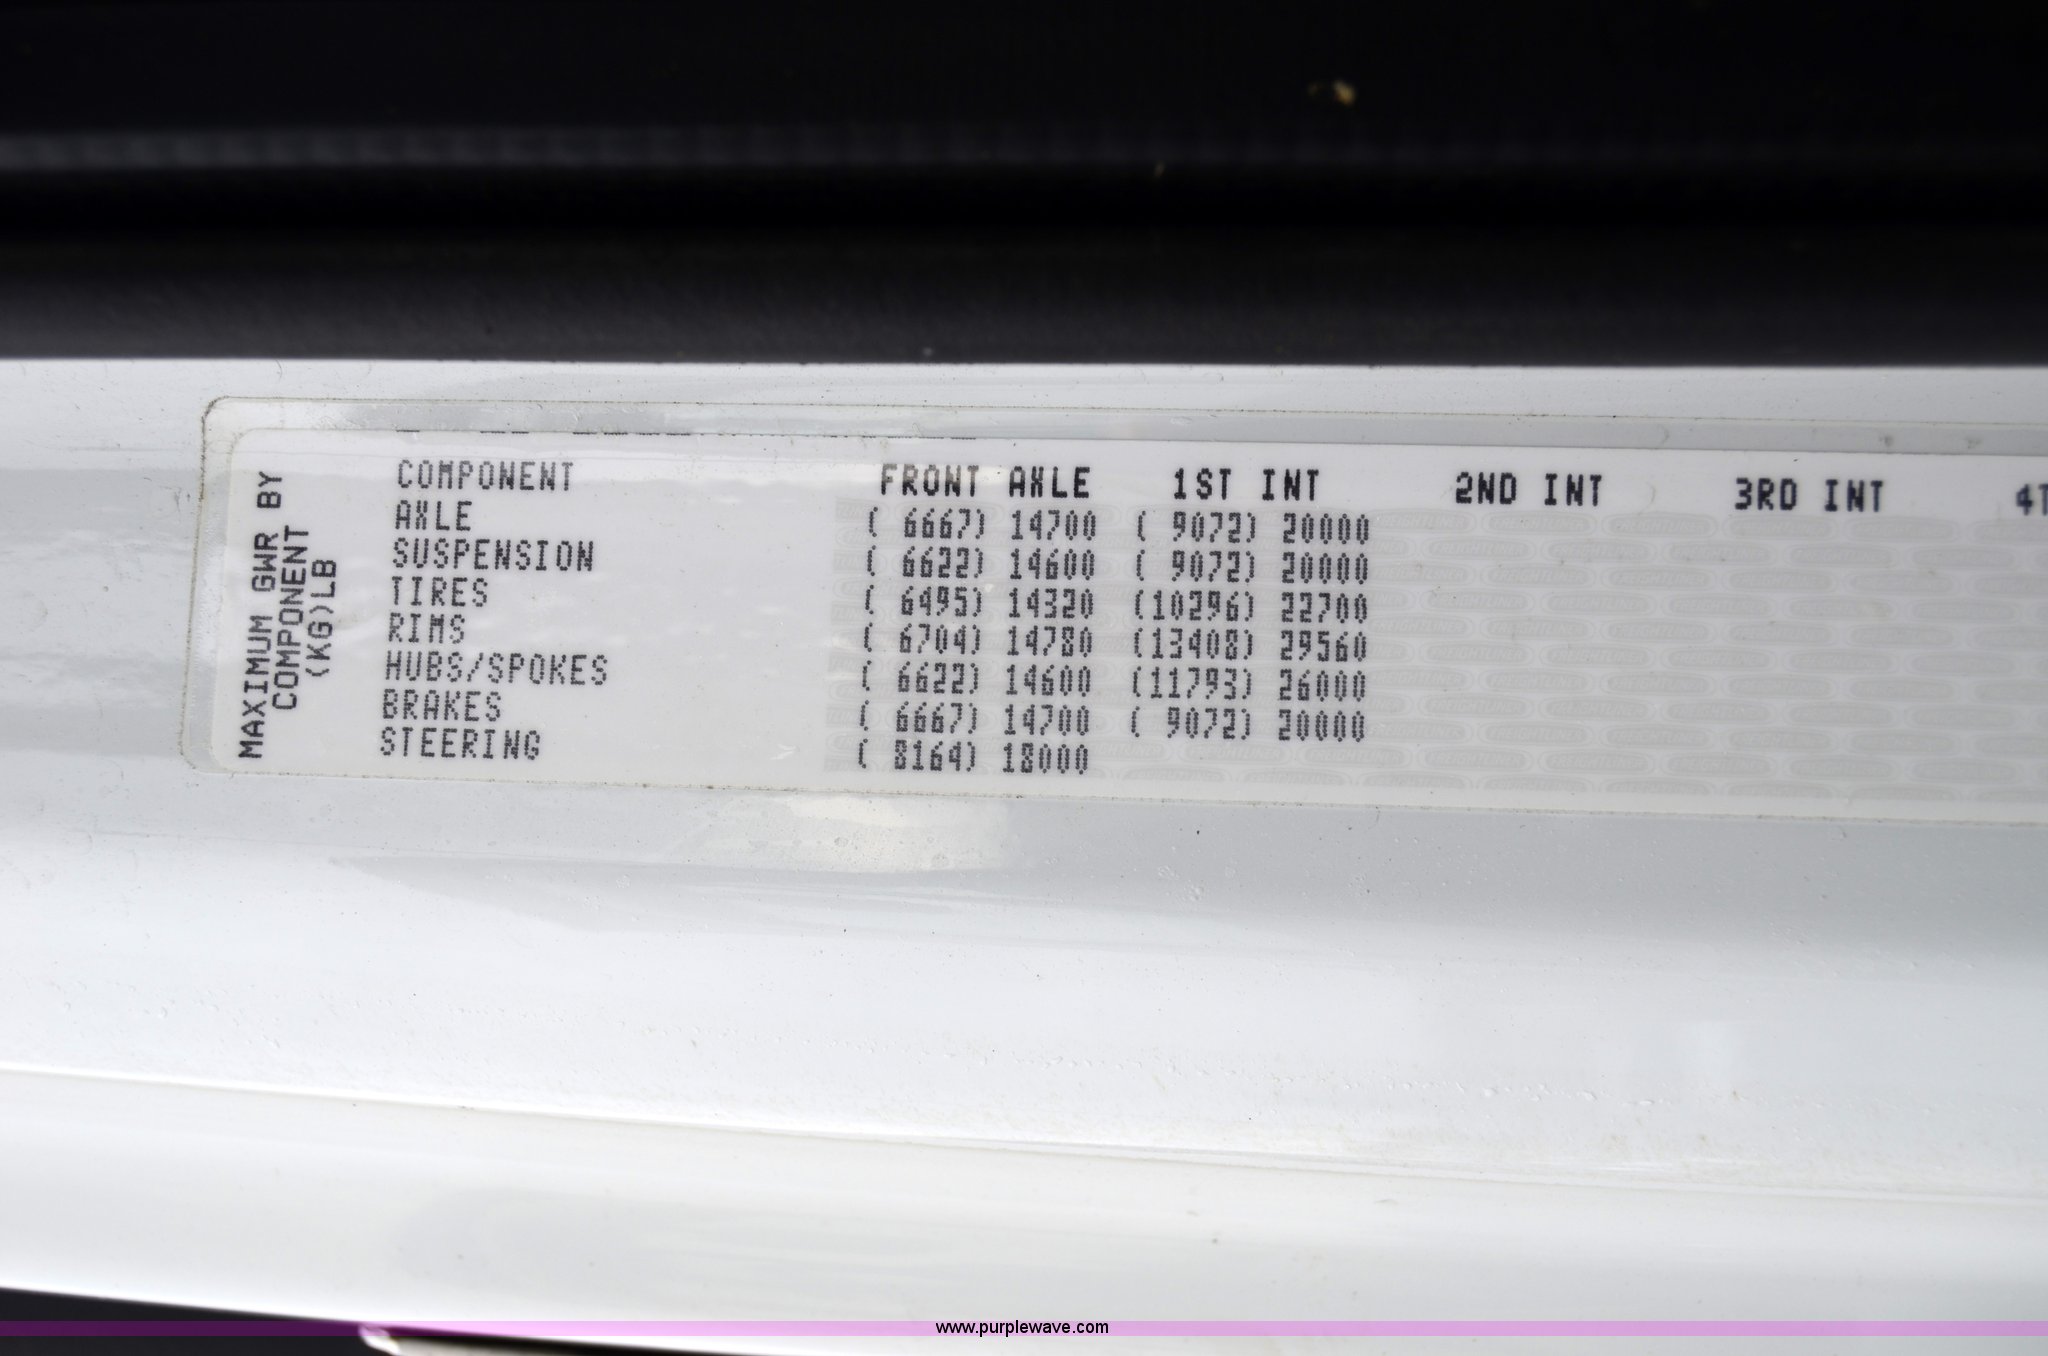 MAXIMUM GWR BY
COMPONENT
(KG)LB
COMPONENT FRONT AXLE 1ST INT 2ND INT 3RD INT
AXLE ( 6667) 14700 ( 9072) 20000
SUSPENSION ( 6622) 14600 ( 9072) 20000
TIRES ( 6495) 14320 (10296) 22700
RIMS ( 6704) 14780 (13408) 29560
HUBS/SPOKES ( 6622) 14600 (11793) 26000
BRAKES ( 6667) 14700 ( 9072) 20000
STEERING ( 8164) 18000
www.purplewave.com